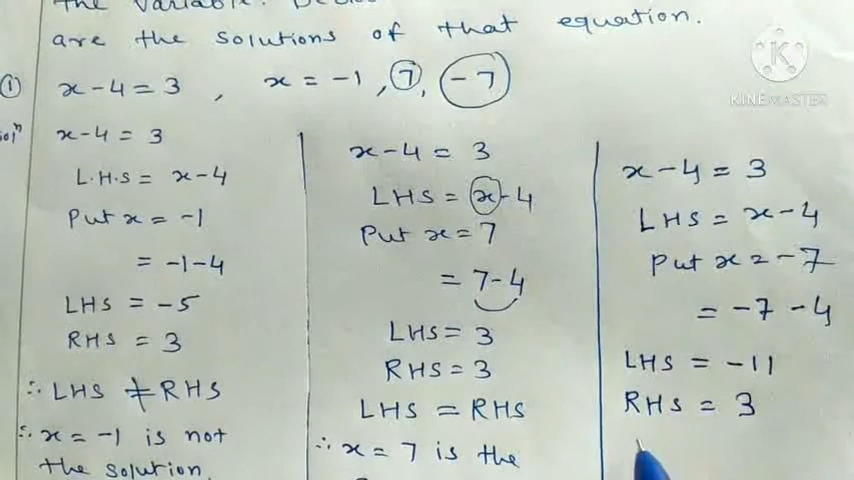 the variable.
are the solutions of that equation.
① x-4=3 , x = -1, 7, -7
Solⁿ x-4 = 3
L.H.S = x-4
Put x = -1
= -1-4
LHS = -5
RHS = 3
∴ LHS ≠ RHS
∴ x = -1 is not
the solution.
x-4 = 3
LHS = x-4
Put x = 7
= 7-4
LHS = 3
RHS = 3
LHS = RHS
∴ x = 7 is the
x-4 = 3
LHS = x-4
Put x = -7
= -7-4
LHS = -11
RHS = 3
KINEMASTER